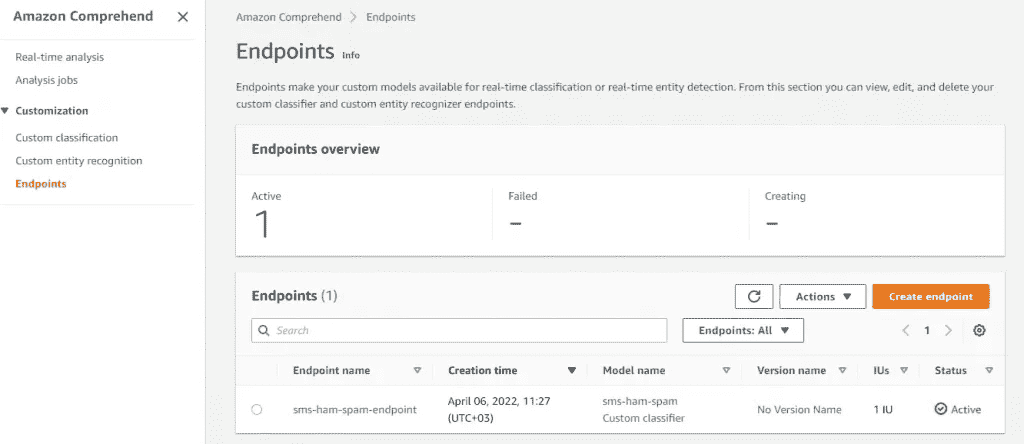 Amazon Comprehend
Real-time analysis
Analysis jobs
Customization
Custom classification
Custom entity recognition
Endpoints
Amazon Comprehend > Endpoints
Endpoints Info
Endpoints make your custom models available for real-time classification or real-time entity detection. From this section you can view, edit, and delete your
custom classifier and custom entity recognizer endpoints.
Endpoints overview
Active Failed Creating
1 – –
Endpoints (1) Actions Create endpoint
Search Endpoints: All 1
Endpoint name Creation time Model name Version name IUs Status
sms-ham-spam-endpoint April 06, 2022, 11:27 sms-ham-spam No Version Name 1 IU Active
(UTC+03) Custom classifier